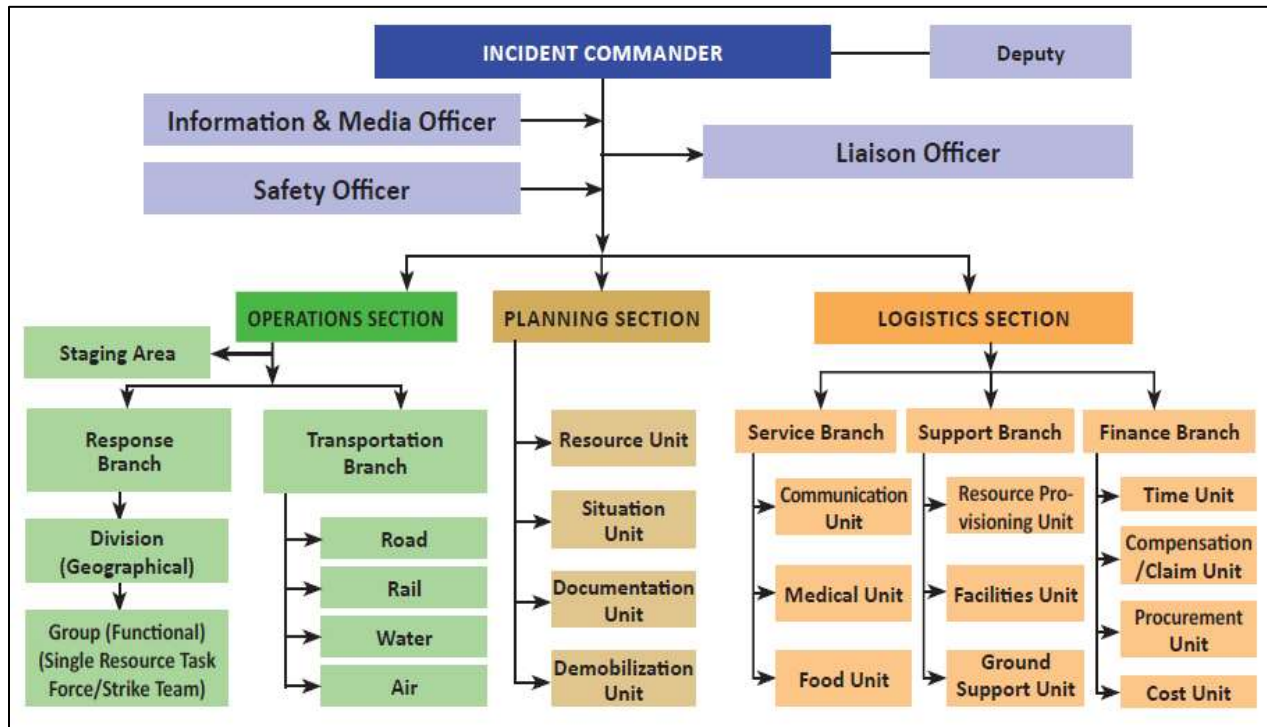 INCIDENT COMMANDER
Deputy
Information & Media Officer
Liaison Officer
Safety Officer
OPERATIONS SECTION
PLANNING SECTION
LOGISTICS SECTION
Staging Area
Response
Branch
Transportation
Branch
Division
(Geographical)
Group (Functional)
(Single Resource Task
Force/Strike Team)
Road
Rail
Water
Air
Resource Unit
Situation
Unit
Documentation
Unit
Demobilization
Unit
Service Branch
Communication
Unit
Medical Unit
Food Unit
Support Branch
Resource Pro-
visioning Unit
Facilities Unit
Ground
Support Unit
Finance Branch
Time Unit
Compensation
/Claim Unit
Procurement
Unit
Cost Unit